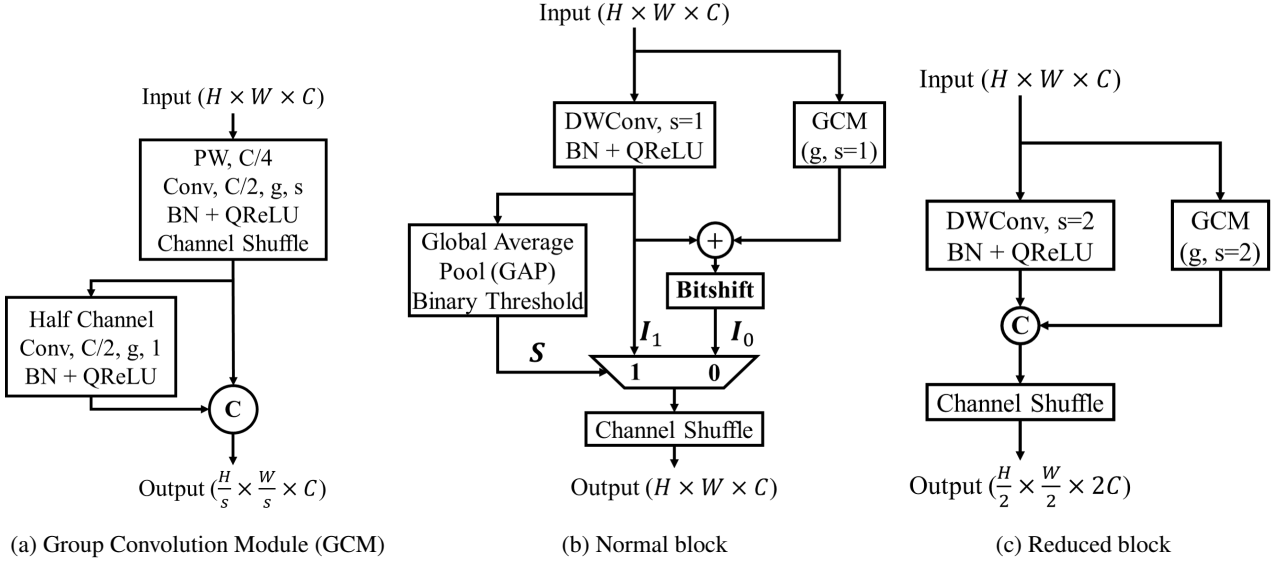 Input (H × W × C)
PW, C/4
Conv, C/2, g, s
BN + QReLU
Channel Shuffle
Half Channel
Conv, C/2, g, 1
BN + QReLU
C
Output (H/s × W/s × C)
(a) Group Convolution Module (GCM)
Input (H × W × C)
DWConv, s=1
BN + QReLU
GCM
(g, s=1)
Global Average
Pool (GAP)
Binary Threshold
+
Bitshift
S
I₁
I₀
1
0
Channel Shuffle
Output (H × W × C)
(b) Normal block
Input (H × W × C)
DWConv, s=2
BN + QReLU
GCM
(g, s=2)
C
Channel Shuffle
Output (H/2 × W/2 × 2C)
(c) Reduced block